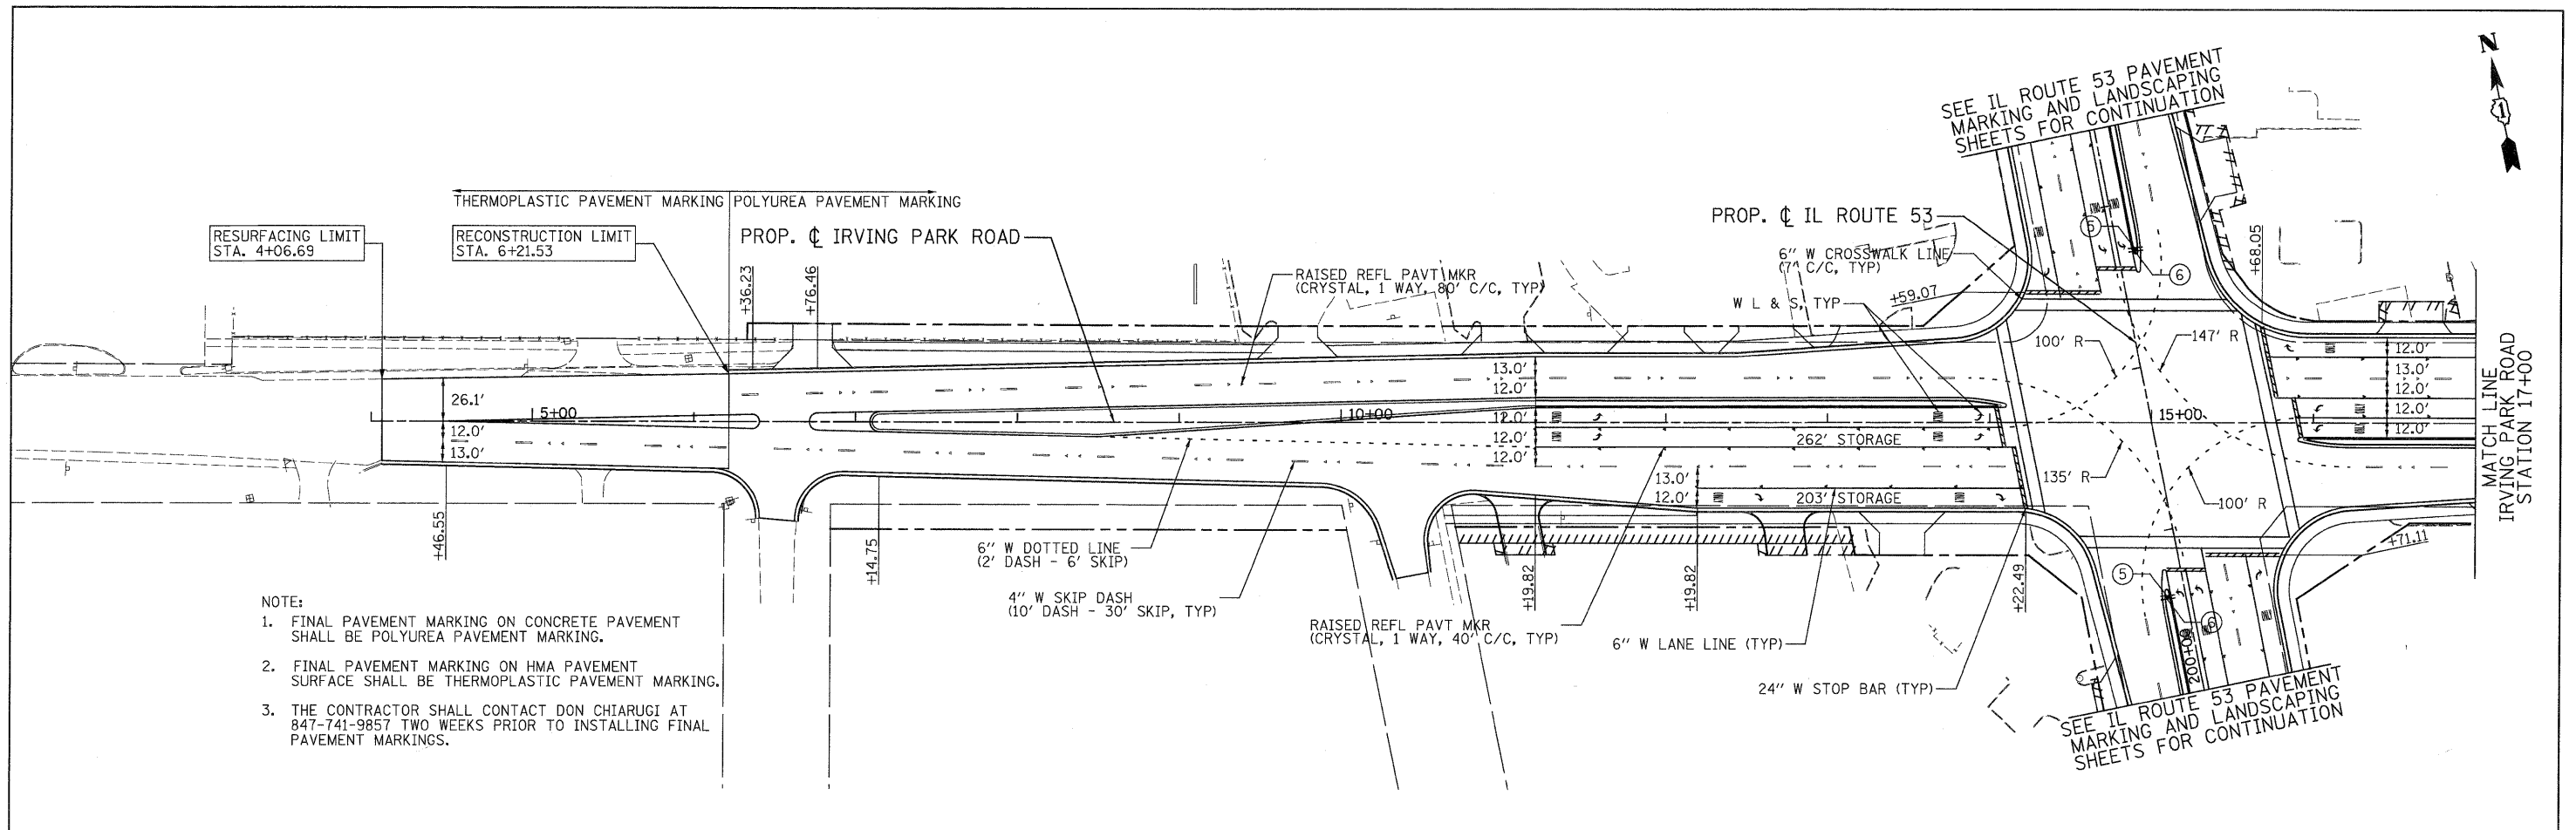 SEE IL ROUTE 53 PAVEMENT
MARKING AND LANDSCAPING
SHEETS FOR CONTINUATION
N
1
THERMOPLASTIC PAVEMENT MARKING
POLYUREA PAVEMENT MARKING
RESURFACING LIMIT
STA. 4+06.69
RECONSTRUCTION LIMIT
STA. 6+21.53
PROP. ℄ IRVING PARK ROAD
PROP. ℄ IL ROUTE 53
+36.23
+76.46
RAISED REFL PAVT MKR
(CRYSTAL, 1 WAY, 80' C/C, TYP)
6" W CROSSWALK LINE
(7' C/C, TYP)
W L & S, TYP
+59.07
+68.05
5
6
100' R
147' R
135' R
100' R
26.1'
12.0'
13.0'
5+00
10+00
15+00
13.0'
12.0'
12.0'
12.0'
12.0'
262' STORAGE
13.0'
12.0'
203' STORAGE
12.0'
13.0'
12.0'
12.0'
12.0'
MATCH LINE
IRVING PARK ROAD
STATION 17+00
+46.55
+14.75
6" W DOTTED LINE
(2' DASH - 6' SKIP)
4" W SKIP DASH
(10' DASH - 30' SKIP, TYP)
+19.82
+19.82
+22.49
+71.11
RAISED REFL PAVT MKR
(CRYSTAL, 1 WAY, 40' C/C, TYP)
6" W LANE LINE (TYP)
24" W STOP BAR (TYP)
5
6
200+00
NOTE:
1. FINAL PAVEMENT MARKING ON CONCRETE PAVEMENT
SHALL BE POLYUREA PAVEMENT MARKING.
2. FINAL PAVEMENT MARKING ON HMA PAVEMENT
SURFACE SHALL BE THERMOPLASTIC PAVEMENT MARKING.
3. THE CONTRACTOR SHALL CONTACT DON CHIARUGI AT
847-741-9857 TWO WEEKS PRIOR TO INSTALLING FINAL
PAVEMENT MARKINGS.
SEE IL ROUTE 53 PAVEMENT
MARKING AND LANDSCAPING
SHEETS FOR CONTINUATION